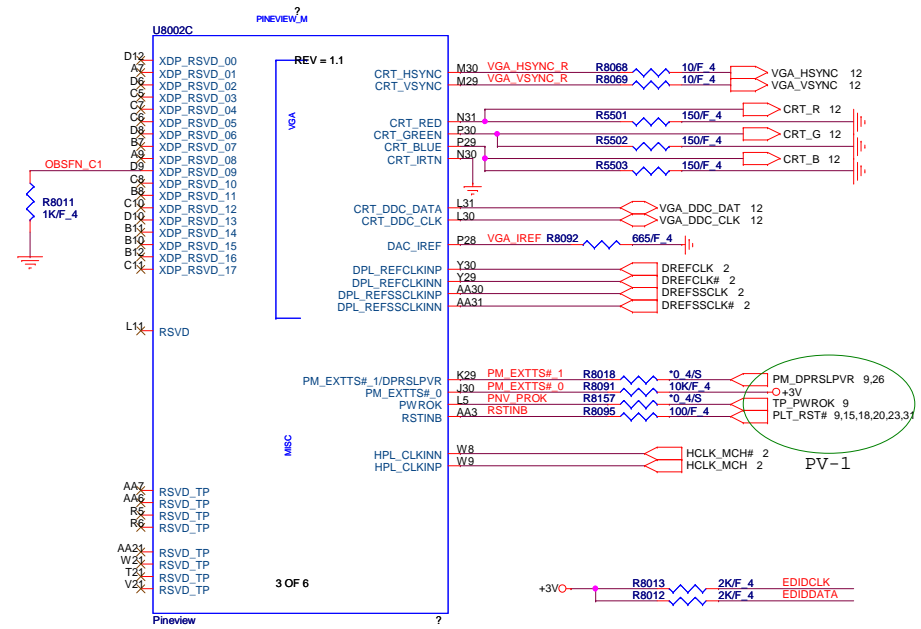 ?
PINEVIEW_M
U8002C
REV = 1.1
D12 XDP_RSVD_00
A7 XDP_RSVD_01
D6 XDP_RSVD_02
C5 XDP_RSVD_03
C7 XDP_RSVD_04
C6 XDP_RSVD_05
D8 XDP_RSVD_06
B7 XDP_RSVD_07
A9 XDP_RSVD_08
OBSFN_C1 D9 XDP_RSVD_09
C8 XDP_RSVD_10
B8 XDP_RSVD_11
C10 XDP_RSVD_12
D10 XDP_RSVD_13
B11 XDP_RSVD_14
B10 XDP_RSVD_15
B12 XDP_RSVD_16
C11 XDP_RSVD_17
R8011
1K/F_4
L11 RSVD
AA7 RSVD_TP
AA6 RSVD_TP
R5 RSVD_TP
R6 RSVD_TP
AA21 RSVD_TP
W21 RSVD_TP
T21 RSVD_TP
V21 RSVD_TP
VGA
MISC
CRT_HSYNC M30 VGA_HSYNC_R R8068 10/F_4 VGA_HSYNC 12
CRT_VSYNC M29 VGA_VSYNC_R R8069 10/F_4 VGA_VSYNC 12
CRT_R 12
CRT_RED N31 R5501 150/F_4
CRT_GREEN P30 CRT_G 12
R5502 150/F_4
CRT_BLUE P29
CRT_IRTN N30 CRT_B 12
R5503 150/F_4
CRT_DDC_DATA L31 VGA_DDC_DAT 12
CRT_DDC_CLK L30 VGA_DDC_CLK 12
DAC_IREF P28 VGA_IREF R8092 665/F_4
DPL_REFCLKINP Y30 DREFCLK 2
DPL_REFCLKINN Y29 DREFCLK# 2
DPL_REFSSCLKINP AA30 DREFSSCLK 2
DPL_REFSSCLKINN AA31 DREFSSCLK# 2
PM_EXTTS#_1/DPRSLPVR K29 PM_EXTTS#_1 R8018 *0_4/S PM_DPRSLPVR 9,26
PM_EXTTS#_0 J30 PM_EXTTS#_0 R8091 10K/F_4 +3V
PWROK L5 PNV_PROK R8157 *0_4/S TP_PWROK 9
RSTINB AA3 RSTINB R8095 100/F_4 PLT_RST# 9,15,18,20,23,31
PV-1
HPL_CLKINN W8 HCLK_MCH# 2
HPL_CLKINP W9 HCLK_MCH 2
3 OF 6
+3V R8013 2K/F_4 EDIDCLK
R8012 2K/F_4 EDIDDATA
Pineview ?